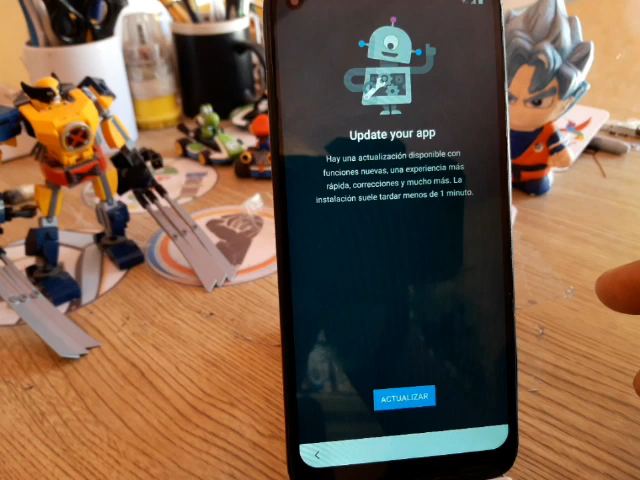 Update your app
Hay una actualización disponible con
funciones nuevas, una experiencia más
rápida, correcciones y mucho más. La
instalación suele tardar menos de 1 minuto.
ACTUALIZAR